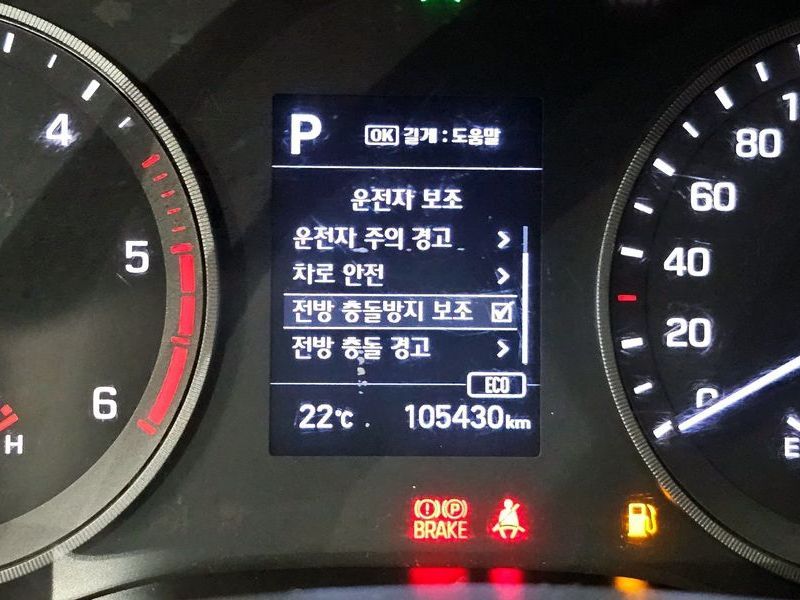 4
5
6
H
P
OK 길게 : 도움말
운전자 보조
운전자 주의 경고 >
차로 안전 >
전방 충돌방지 보조
전방 충돌 경고 >
ECO
22℃
105430km
P
BRAKE
80
60
40
20
0
E